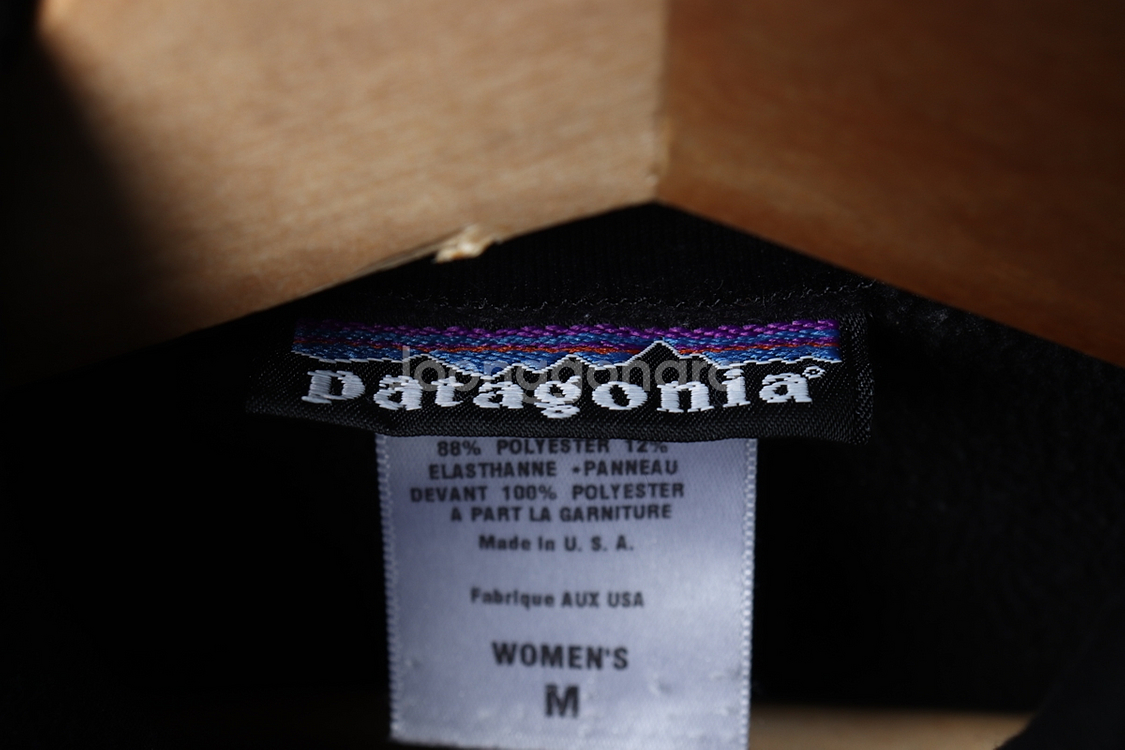 Patagonia®
88% POLYESTER 12%
ELASTHANNE •PANNEAU
DEVANT 100% POLYESTER
A PART LA GARNITURE
Made in U. S. A.
Fabrique AUX USA
WOMEN'S
M